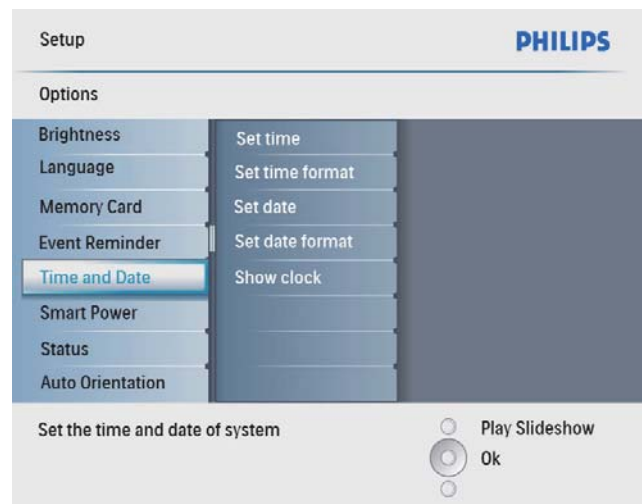 Setup
PHILIPS
Options
Brightness
Language
Memory Card
Event Reminder
Time and Date
Smart Power
Status
Auto Orientation
Set time
Set time format
Set date
Set date format
Show clock
Set the time and date of system
Play Slideshow
Ok